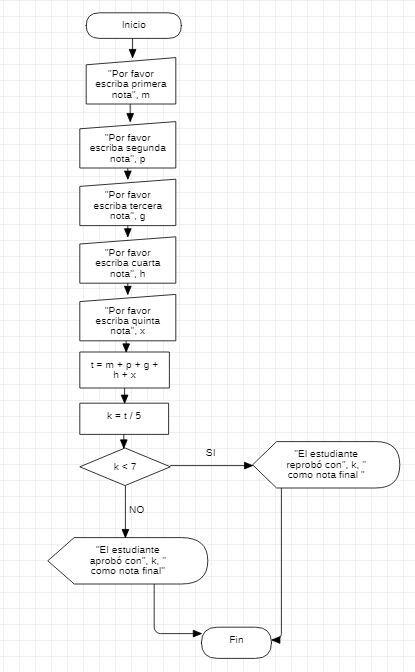 Inicio
"Por favor
escriba primera
nota", m
"Por favor
escriba segunda
nota", p
"Por favor
escriba tercera
nota", g
"Por favor
escriba cuarta
nota", h
"Por favor
escriba quinta
nota", x
t = m + p + g +
h + x
k = t / 5
k < 7
SI
"El estudiante
reprobó con", k, "
como nota final "
NO
"El estudiante
aprobó con", k, "
como nota final"
Fin